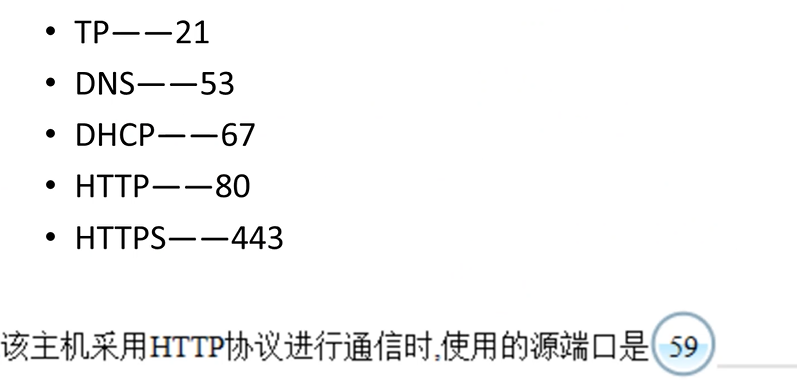 • TP——21
• DNS——53
• DHCP——67
• HTTP——80
• HTTPS——443
该主机采用HTTP协议进行通信时,使用的源端口是 59